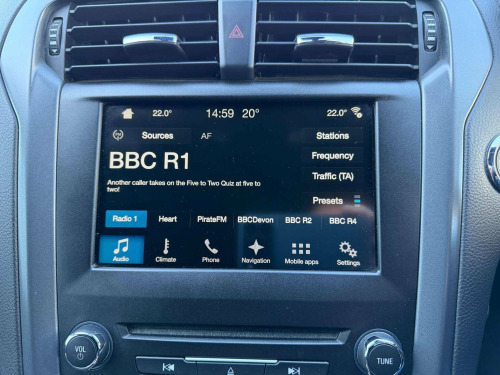 22.0° 14:59 20° 22.0°
Sources AF Stations
BBC R1
Frequency
Traffic (TA)
Another caller takes on the Five to Two Quiz at five to
two!
Presets
Radio 1 Heart PirateFM BBCDevon BBC R2 BBC R4
Audio Climate Phone Navigation Mobile apps Settings
VOL
TUNE